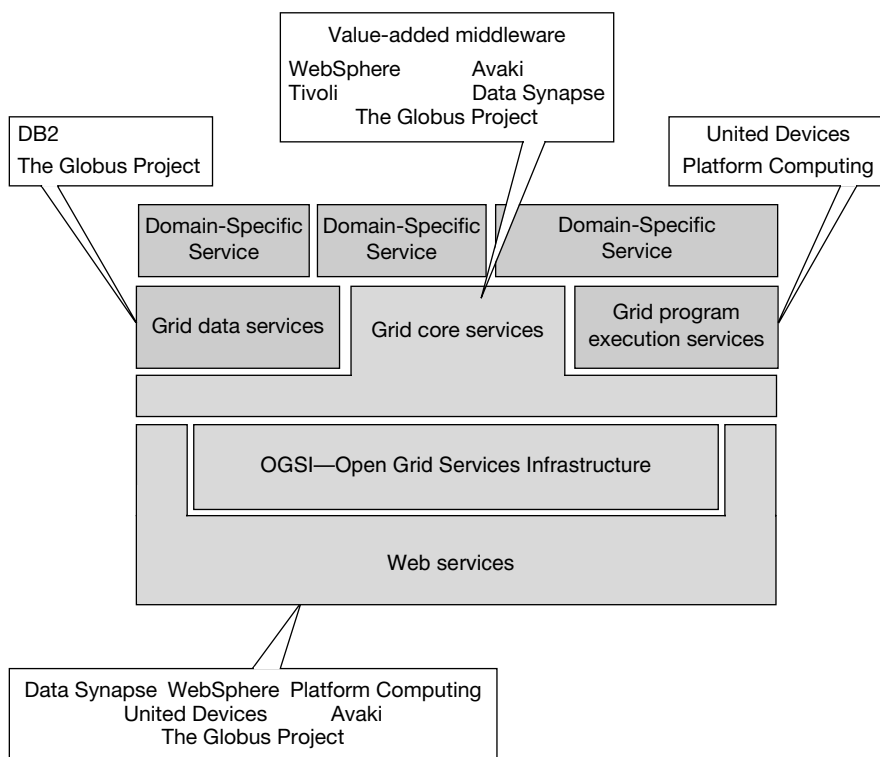 Value-added middleware
WebSphere Avaki
Tivoli Data Synapse
The Globus Project
DB2
The Globus Project
United Devices
Platform Computing
Domain-Specific
Service
Domain-Specific
Service
Domain-Specific
Service
Grid data services
Grid core services
Grid program
execution services
OGSI—Open Grid Services Infrastructure
Web services
Data Synapse WebSphere Platform Computing
United Devices Avaki
The Globus Project